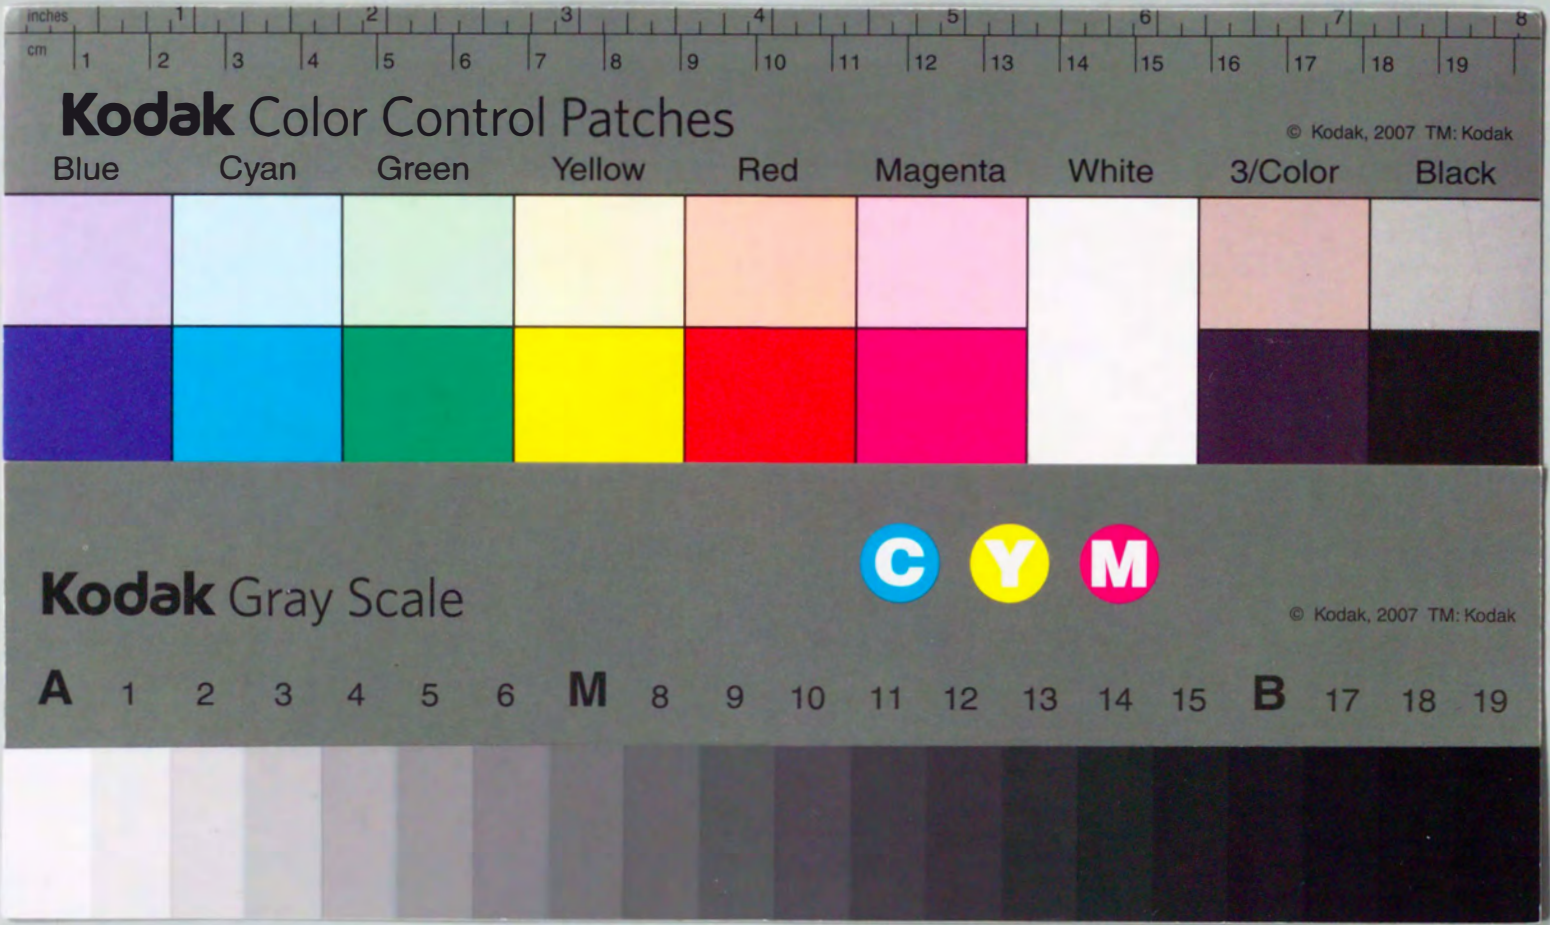 inches 1 2 3 4 5 6 7 8
cm 1 2 3 4 5 6 7 8 9 10 11 12 13 14 15 16 17 18 19
Kodak Color Control Patches
© Kodak, 2007 TM: Kodak
Blue Cyan Green Yellow Red Magenta White 3/Color Black
C Y M
Kodak Gray Scale
© Kodak, 2007 TM: Kodak
A 1 2 3 4 5 6 M 8 9 10 11 12 13 14 15 B 17 18 19